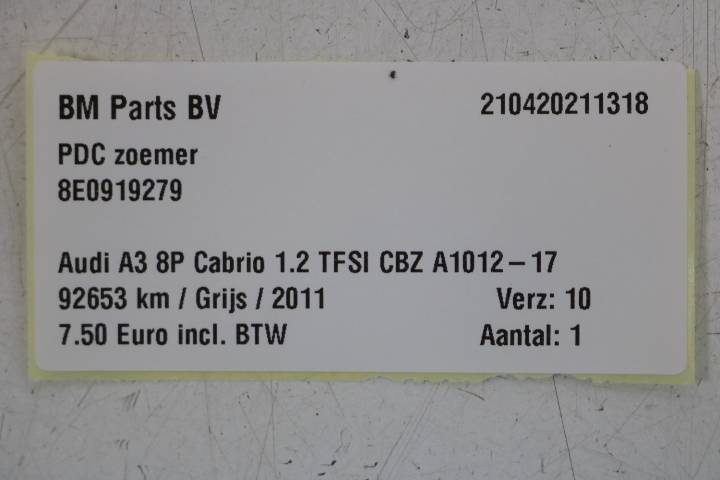 BM Parts BV 210420211318
PDC zoemer
8E0919279
Audi A3 8P Cabrio 1.2 TFSI CBZ A1012-17
92653 km / Grijs / 2011 Verz: 10
7.50 Euro incl. BTW Aantal: 1